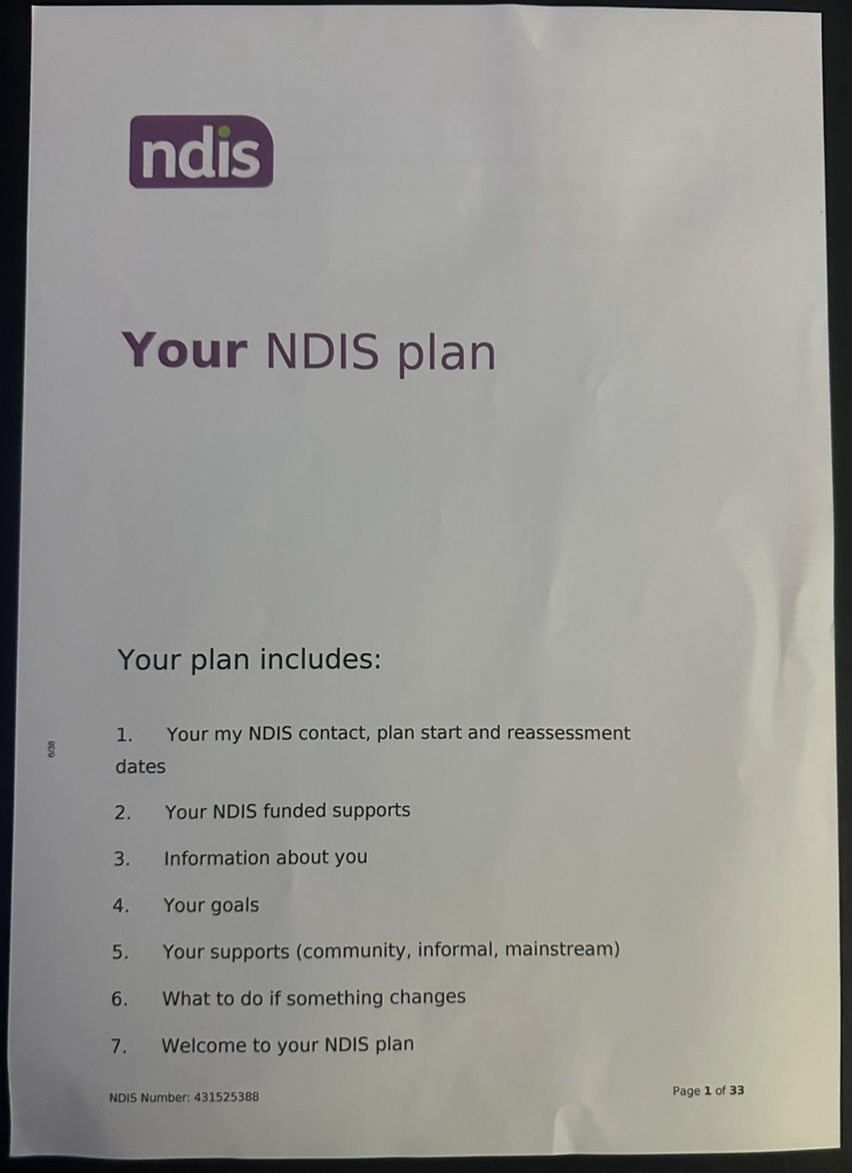 ndis
Your NDIS plan
Your plan includes:
1. Your my NDIS contact, plan start and reassessment
dates
2. Your NDIS funded supports
3. Information about you
4. Your goals
5. Your supports (community, informal, mainstream)
6. What to do if something changes
7. Welcome to your NDIS plan
NDIS Number: 431525388
Page 1 of 33